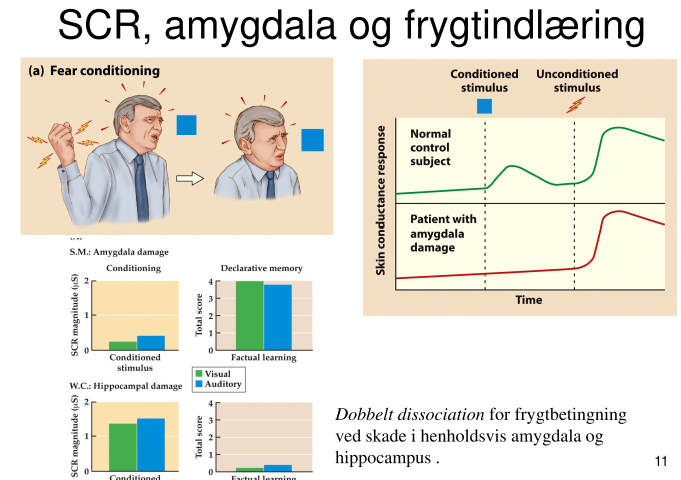 SCR, amygdala og frygtindlæring
(a) Fear conditioning
Conditioned
stimulus
Unconditioned
stimulus
Skin conductance response
Normal
control
subject
Patient with
amygdala
damage
Time
S.M.: Amygdala damage
Conditioning
SCR magnitude (μS)
2
1
0
Conditioned
stimulus
Declarative memory
Total score
4
3
2
1
0
Factual learning
Visual
Auditory
W.C.: Hippocampal damage
SCR magnitude (μS)
2
1
0
Conditioned
Total score
4
3
2
1
0
Factual learning
Dobbelt dissociation for frygtbetingning
ved skade i henholdsvis amygdala og
hippocampus .
11